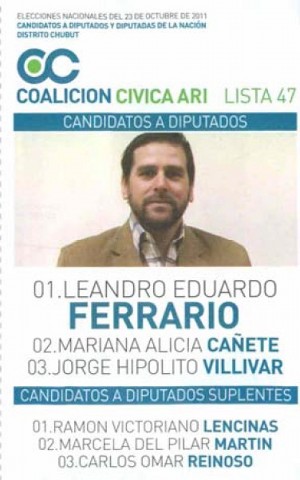 ELECCIONES NACIONALES DEL 23 DE OCTUBRE DE 2011
CANDIDATOS A DIPUTADOS Y DIPUTADAS DE LA NACIÓN
DISTRITO CHUBUT
CC
COALICION CIVICA ARI LISTA 47
CANDIDATOS A DIPUTADOS
01.LEANDRO EDUARDO
FERRARIO
02.MARIANA ALICIA CAÑETE
03.JORGE HIPOLITO VILLIVAR
CANDIDATOS A DIPUTADOS SUPLENTES
01.RAMON VICTORIANO LENCINAS
02.MARCELA DEL PILAR MARTIN
03.CARLOS OMAR REINOSO